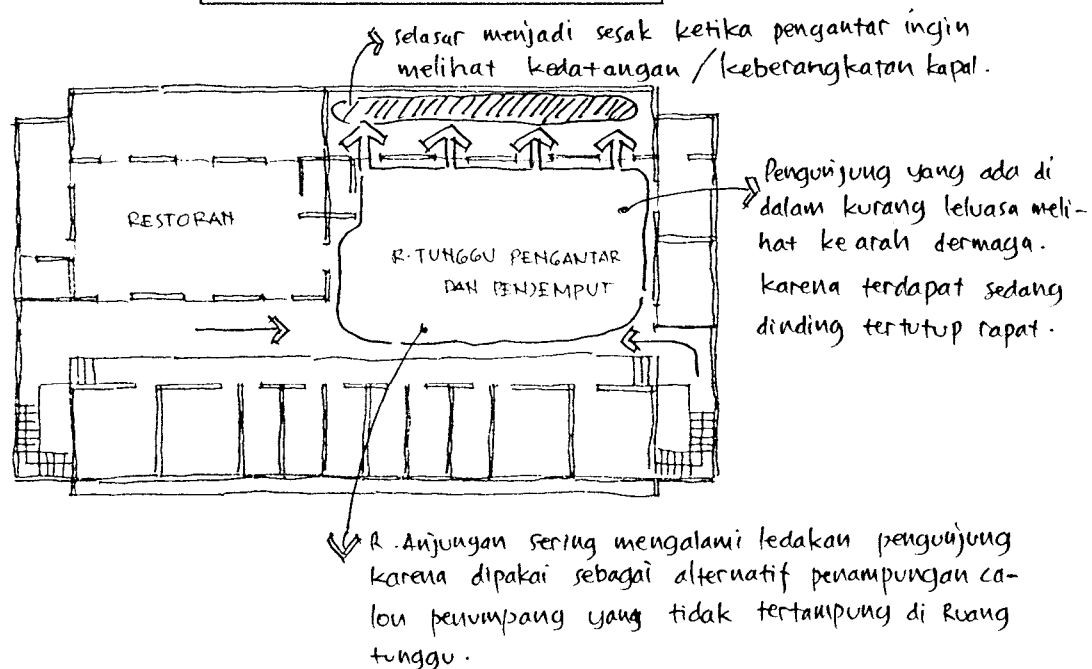 selasar menjadi sesak ketika pengantar ingin
melihat kedatangan / keberangkatan kapal.
Pengunjung yang ada di
dalam kurang leluasa meli-
hat ke arah dermaga.
karena terdapat sedang
dinding tertutup rapat.
RESTORAN
R. TUNGGU PENGANTAR
DAN PENJEMPUT
R. Anjungan sering mengalami ledakan pengunjung
karena dipakai sebagai alternatif penampungan ca-
lon penumpang yang tidak tertampung di Ruang
tunggu.